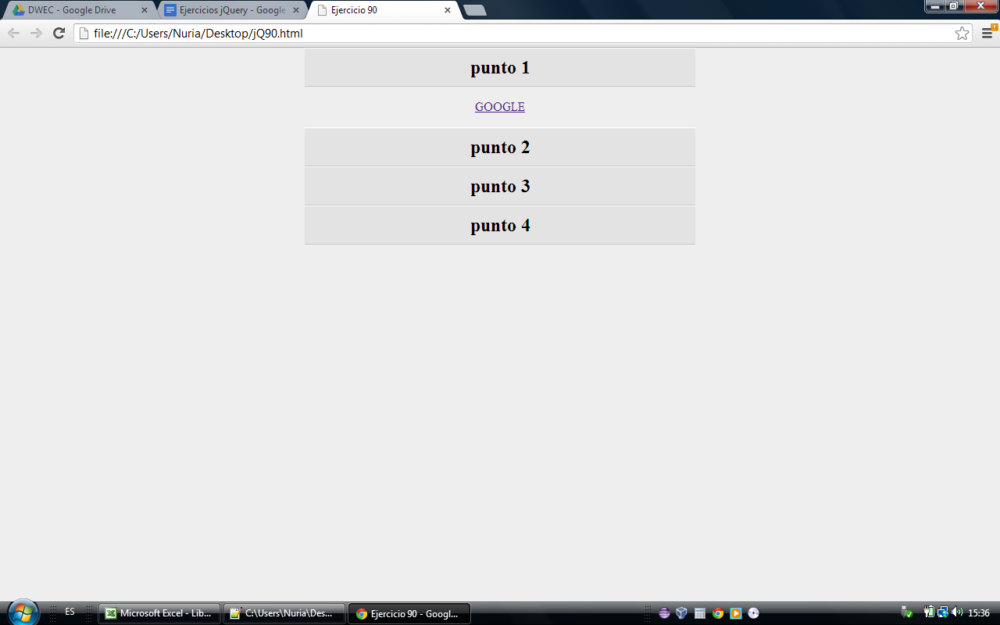 DWEC - Google Drive
Ejercicios jQuery - Google
Ejercicio 90
file:///C:/Users/Nuria/Desktop/jQ90.html
punto 1
GOOGLE
punto 2
punto 3
punto 4
ES
Microsoft Excel - Lib...
C:\Users\Nuria\Des...
Ejercicio 90 - Googl...
15:36